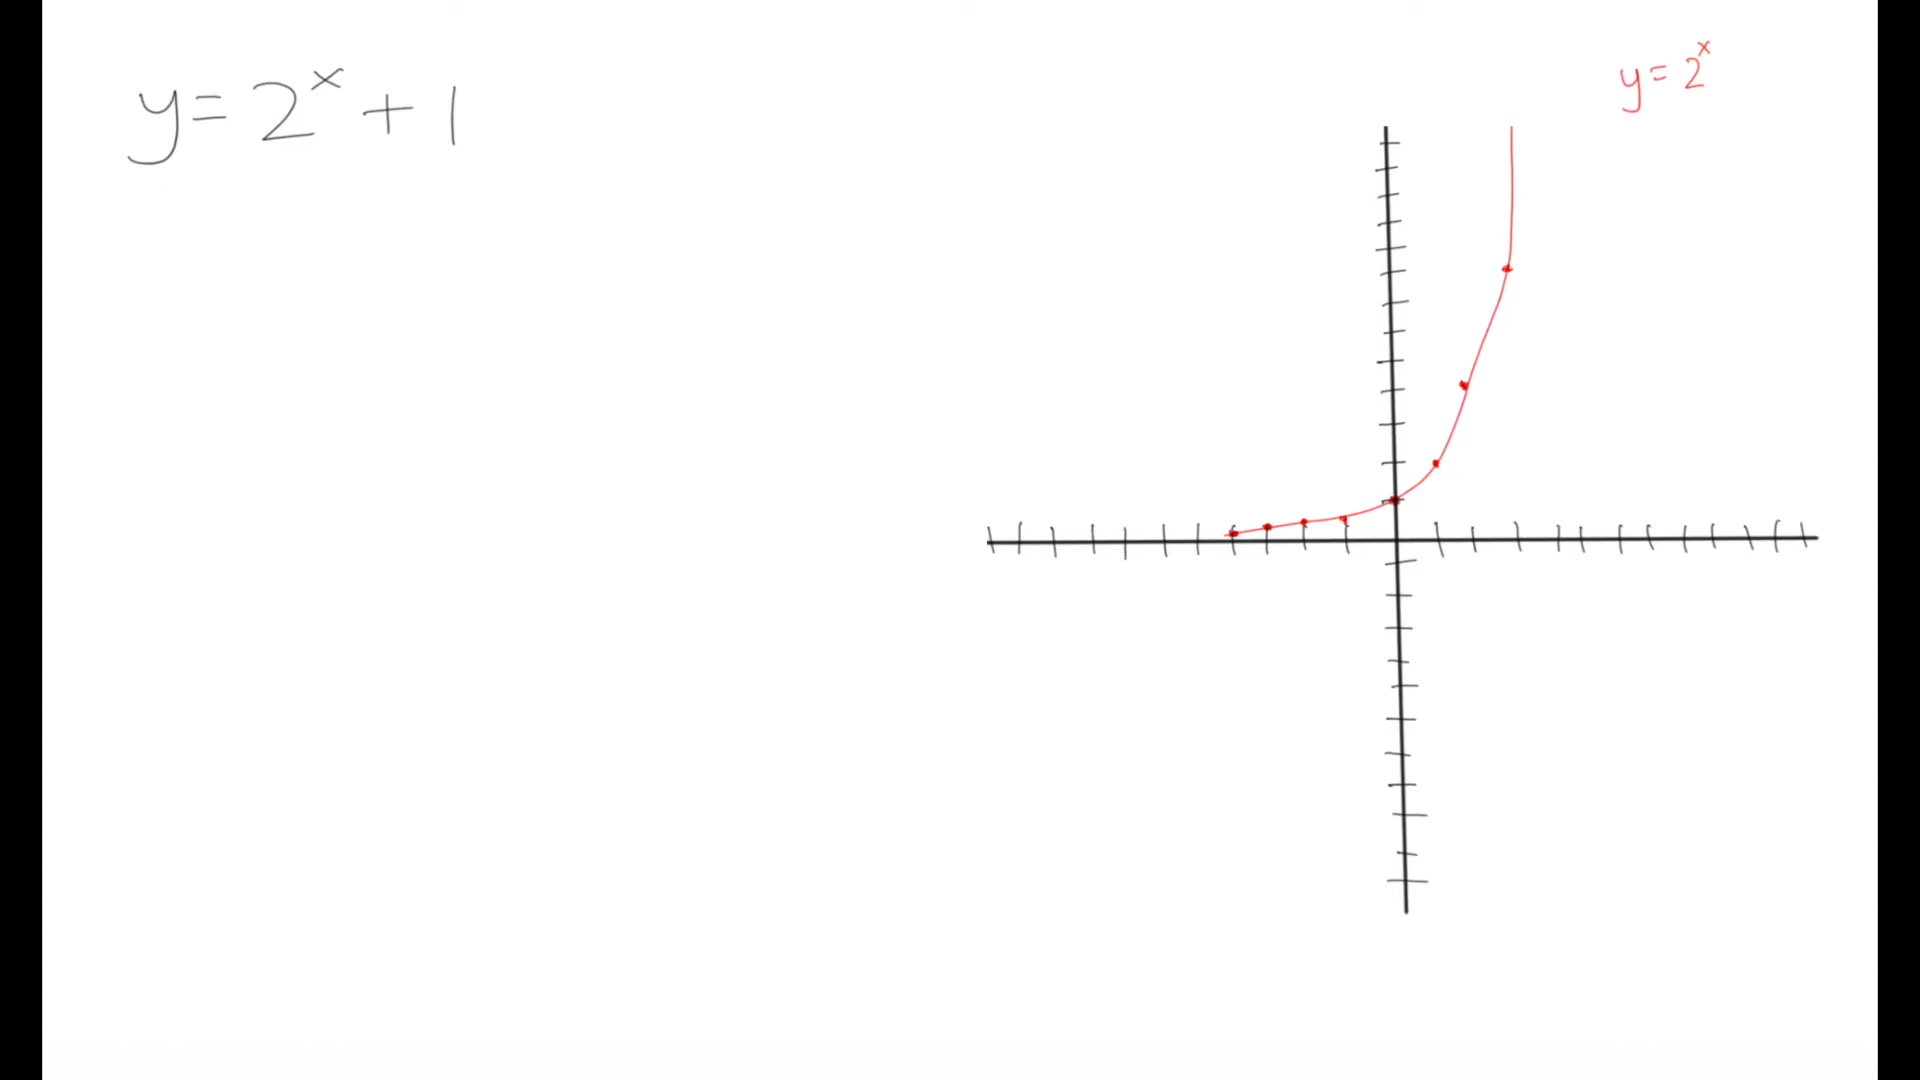 y = 2^x + 1
y = 2^x